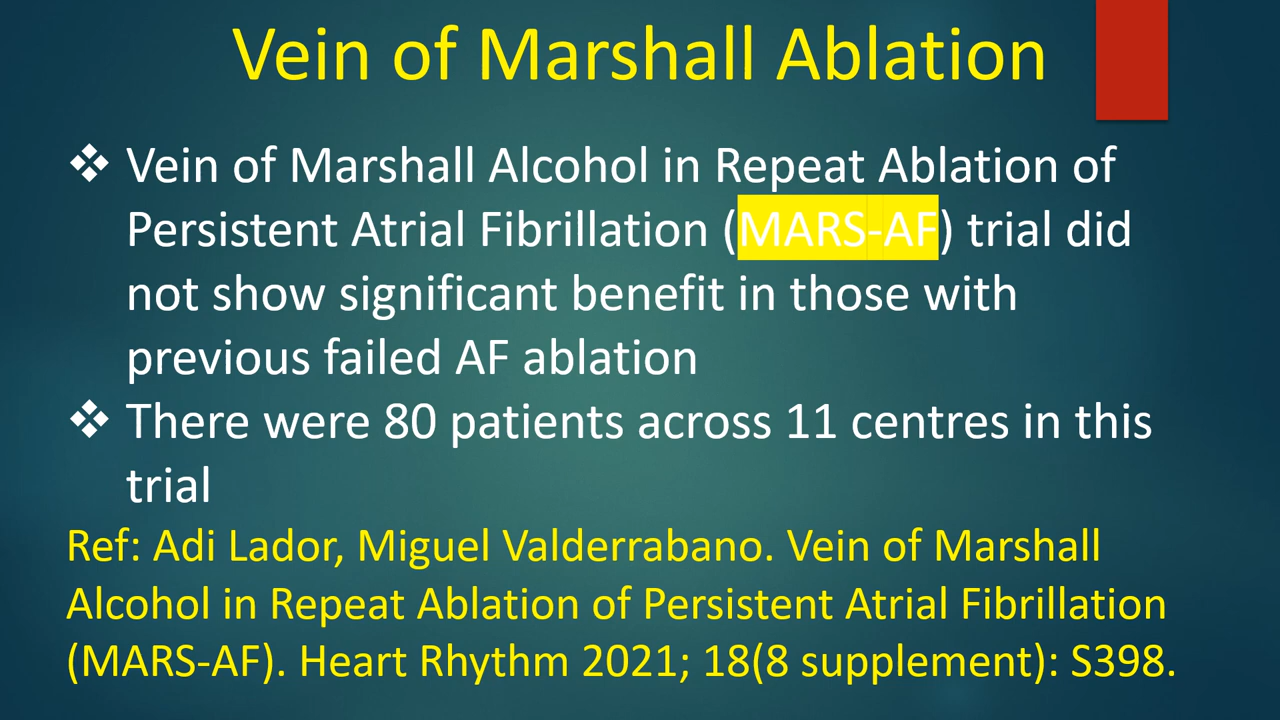 Vein of Marshall Ablation
❖ Vein of Marshall Alcohol in Repeat Ablation of
Persistent Atrial Fibrillation (MARS-AF) trial did
not show significant benefit in those with
previous failed AF ablation
❖ There were 80 patients across 11 centres in this
trial
Ref: Adi Lador, Miguel Valderrabano. Vein of Marshall
Alcohol in Repeat Ablation of Persistent Atrial Fibrillation
(MARS-AF). Heart Rhythm 2021; 18(8 supplement): S398.